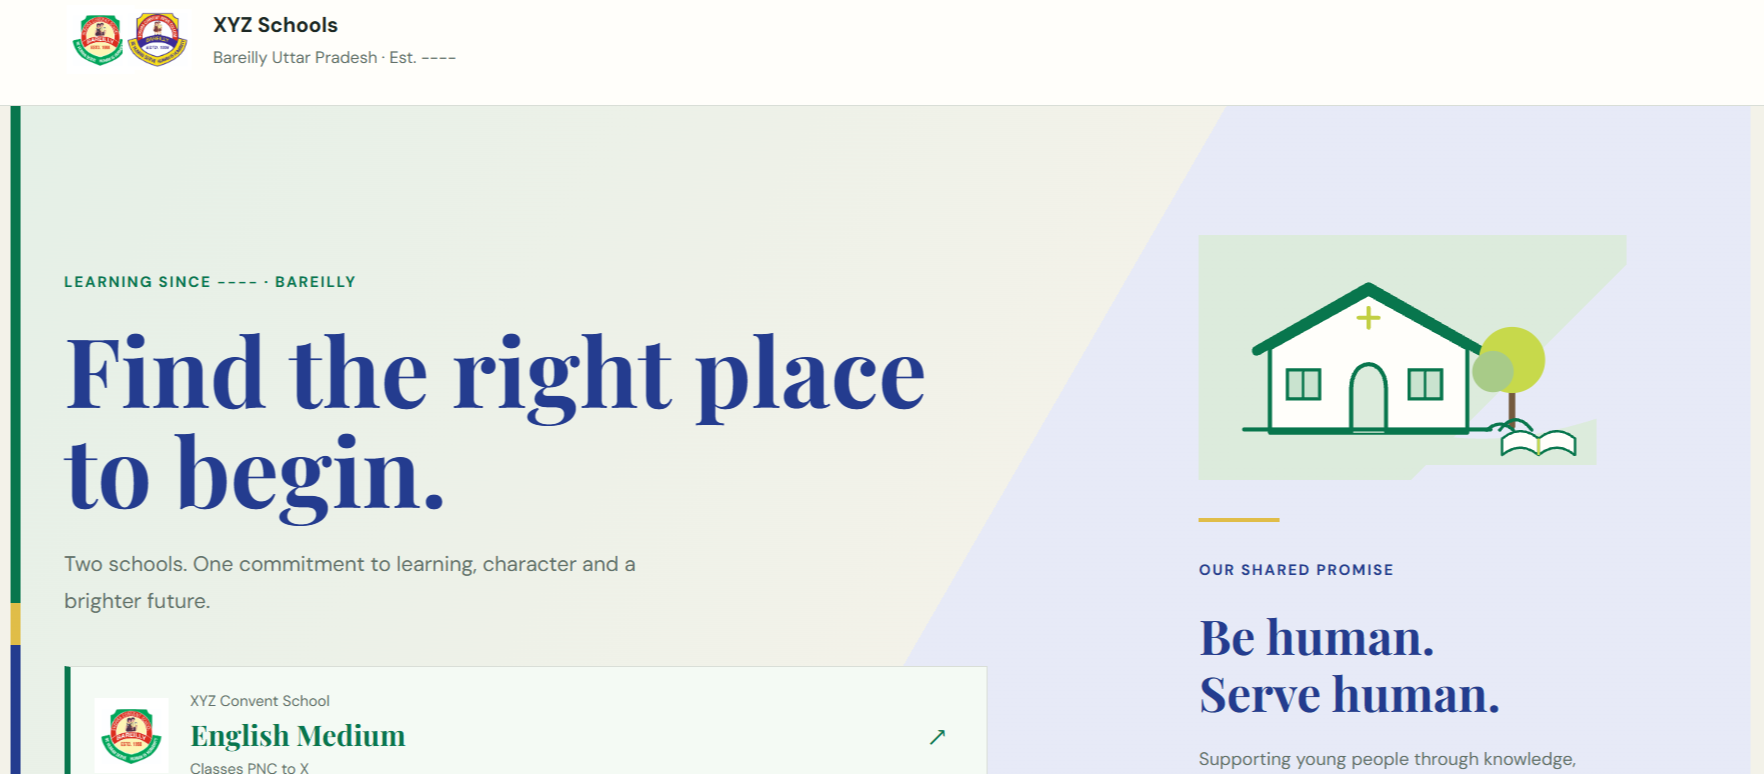 XYZ Schools
Bareilly Uttar Pradesh · Est. ----
LEARNING SINCE ---- · BAREILLY
Find the right place
to begin.
Two schools. One commitment to learning, character and a
brighter future.
XYZ Convent School
English Medium
↗
Classes PNC to X
OUR SHARED PROMISE
Be human.
Serve human.
Supporting young people through knowledge,